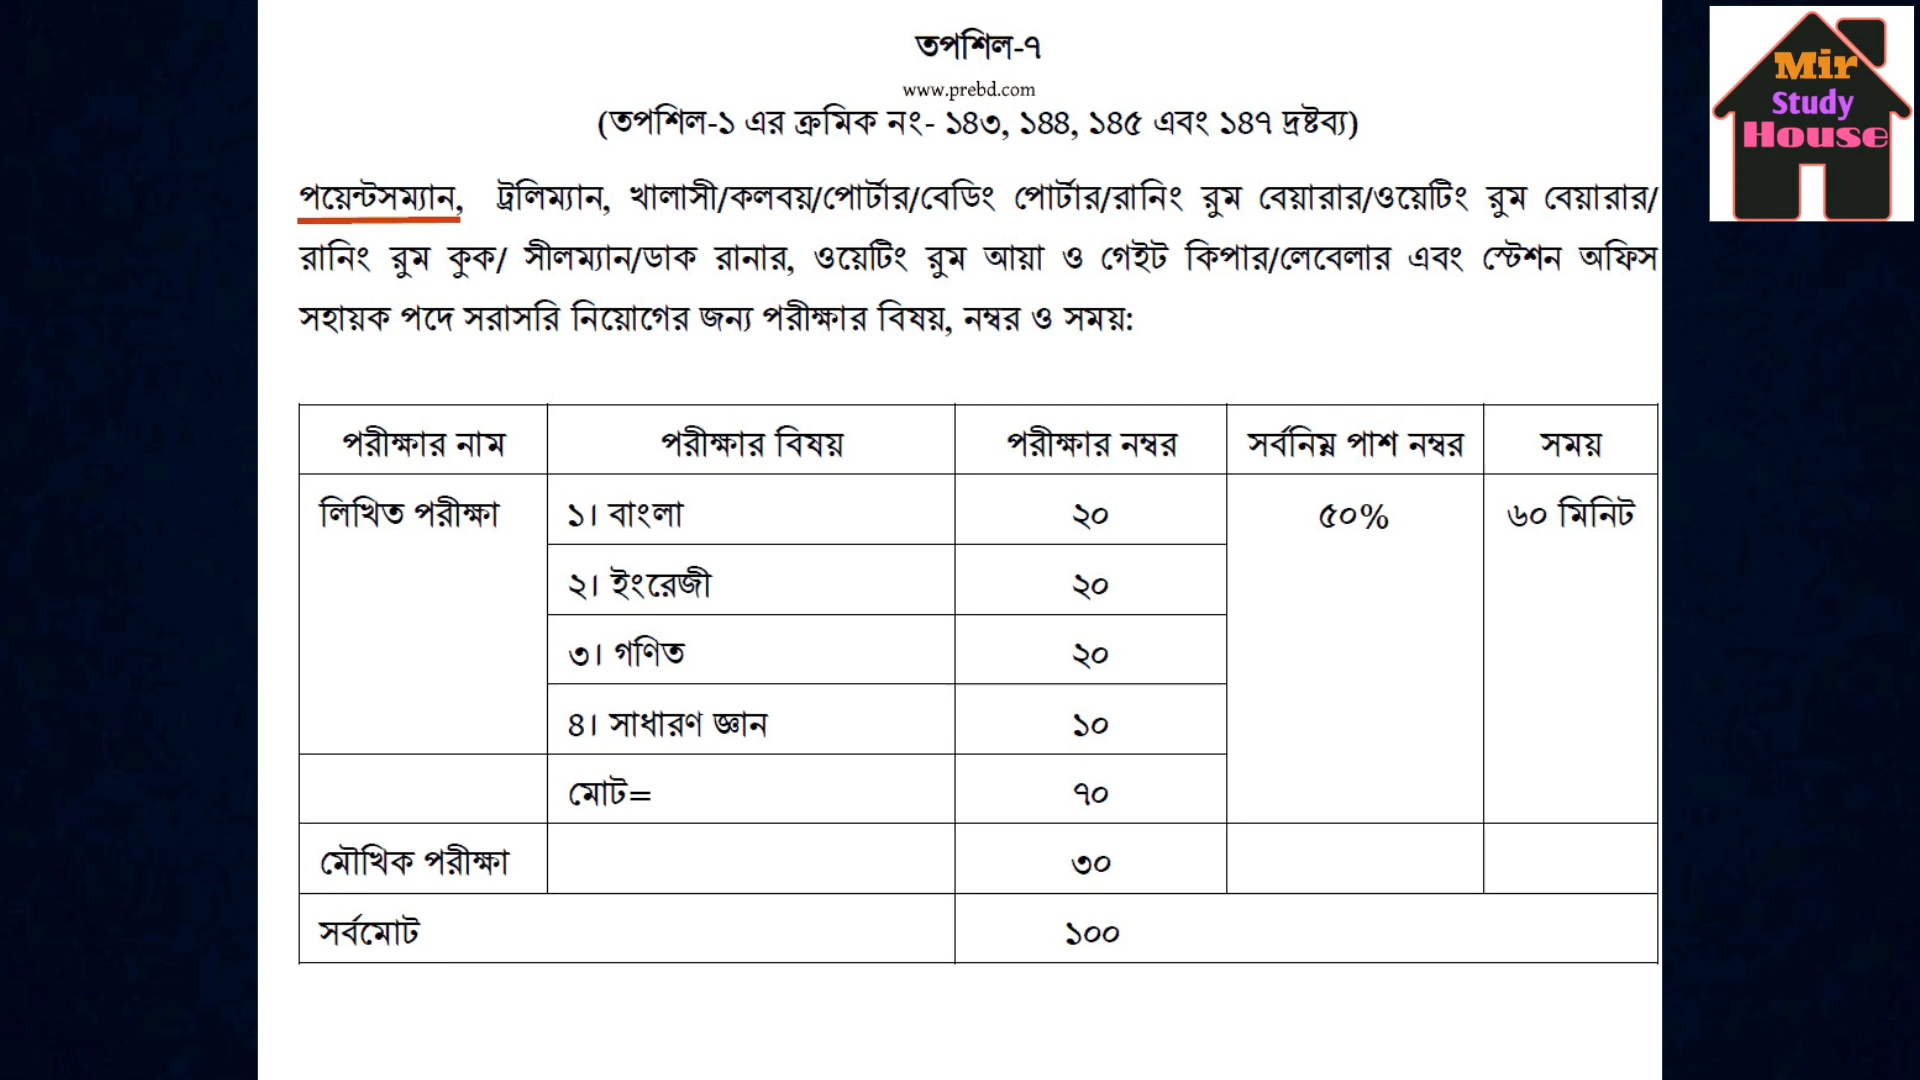 তপশিল-৭
www.prebd.com
(তপশিল-১ এর ক্রমিক নং- ১৪৩, ১৪৪, ১৪৫ এবং ১৪৭ দ্রষ্টব্য)
পয়েন্টসম্যান, ট্রলিম্যান, খালাসী/কলবয়/পোর্টার/বেডিং পোর্টার/রানিং রুম বেয়ারার/ওয়েটিং রুম বেয়ারার/
রানিং রুম কুক/ সীলম্যান/ডাক রানার, ওয়েটিং রুম আয়া ও গেইট কিপার/লেবেলার এবং স্টেশন অফিস
সহায়ক পদে সরাসরি নিয়োগের জন্য পরীক্ষার বিষয়, নম্বর ও সময়:
পরীক্ষার নাম পরীক্ষার বিষয় পরীক্ষার নম্বর সর্বনিম্ন পাশ নম্বর সময়
লিখিত পরীক্ষা ১। বাংলা ২০ ৫০% ৬০ মিনিট
২। ইংরেজী ২০
৩। গণিত ২০
৪। সাধারণ জ্ঞান ১০
মোট= ৭০
মৌখিক পরীক্ষা ৩০
সর্বমোট ১০০
Mir
Study
House